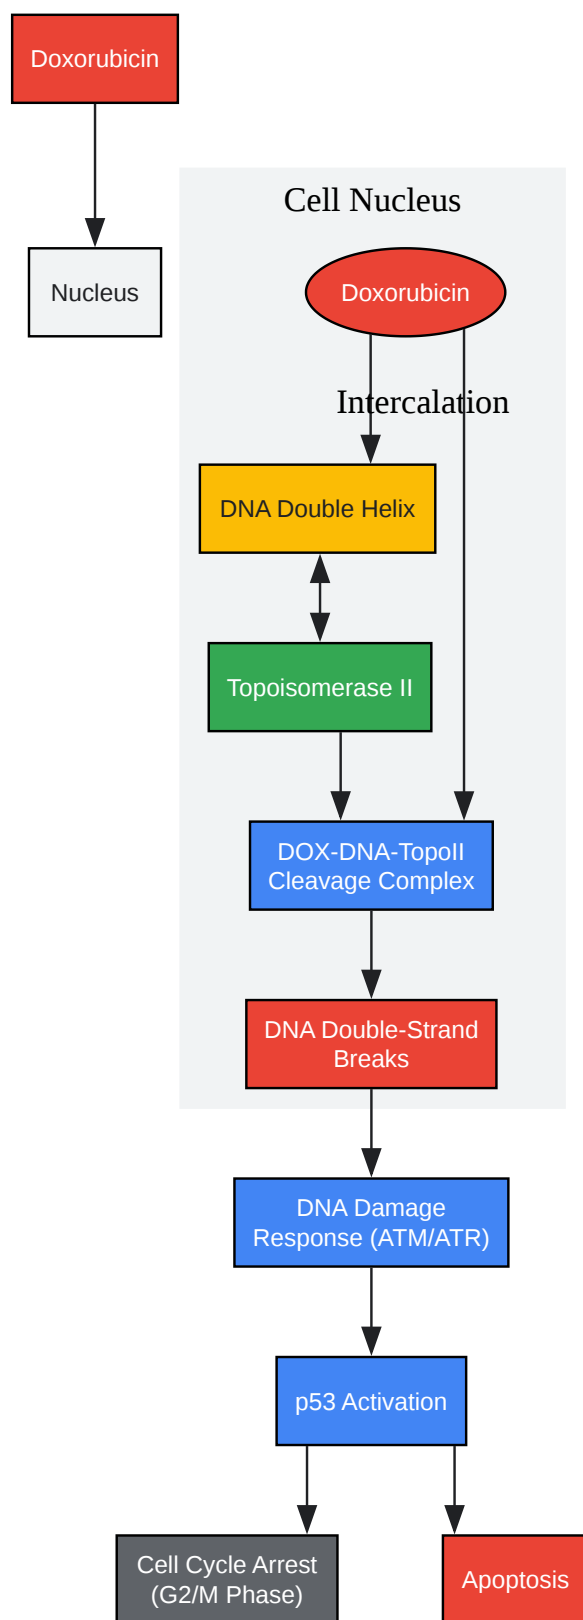 Doxorubicin
Cell Nucleus
Nucleus
Doxorubicin
Intercalation
DNA Double Helix
Topoisomerase II
DOX-DNA-TopoII
Cleavage Complex
DNA Double-Strand
Breaks
DNA Damage
Response (ATM/ATR)
p53 Activation
Cell Cycle Arrest
(G2/M Phase)
Apoptosis